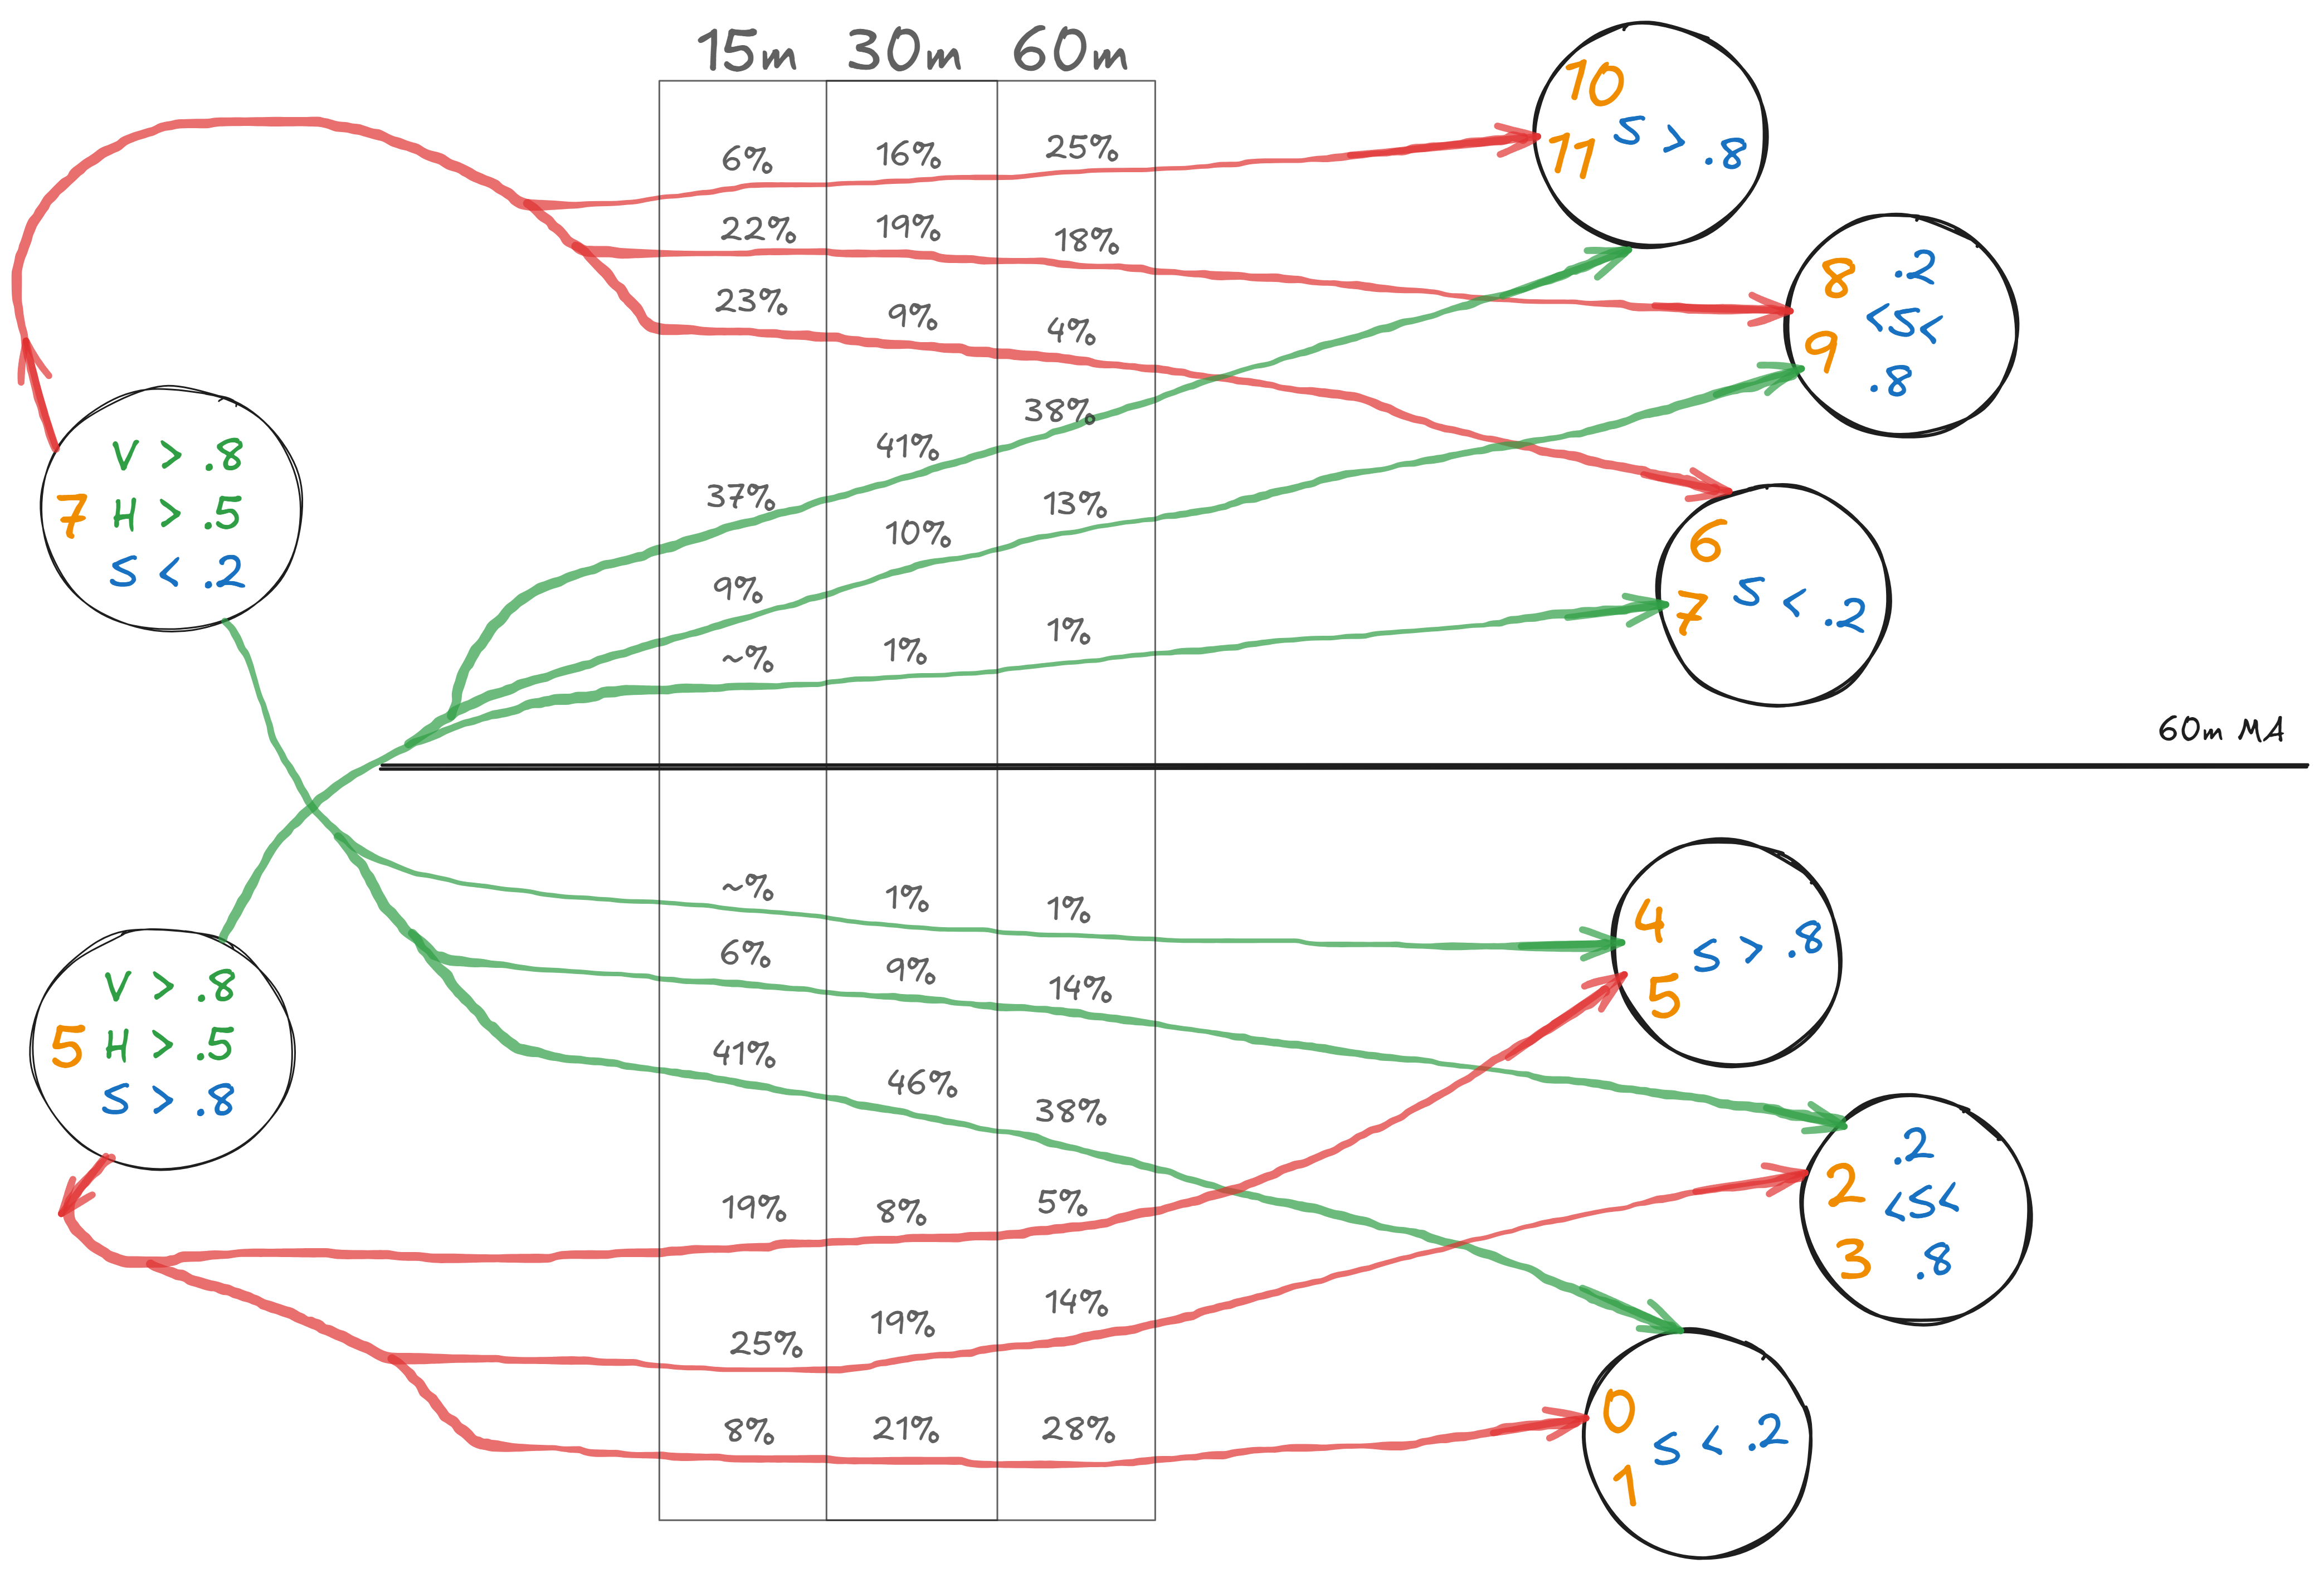 15m 30m 60m
6% 16% 25%
22% 19% 18%
23% 9% 4%
37% 41% 38%
9% 10% 13%
~% 1% 1%
~% 1% 1%
6% 9% 14%
41% 46% 38%
19% 8% 5%
25% 19% 14%
8% 21% 28%
V > .8
7 H > .5
S < .2
V > .8
5 H > .5
S > .8
10
11 S > .8
8 .2
<S<
9 .8
6
7 S < .2
60m MA
4
5 S > .8
.2
2 <S<
3 .8
0
1 S < .2